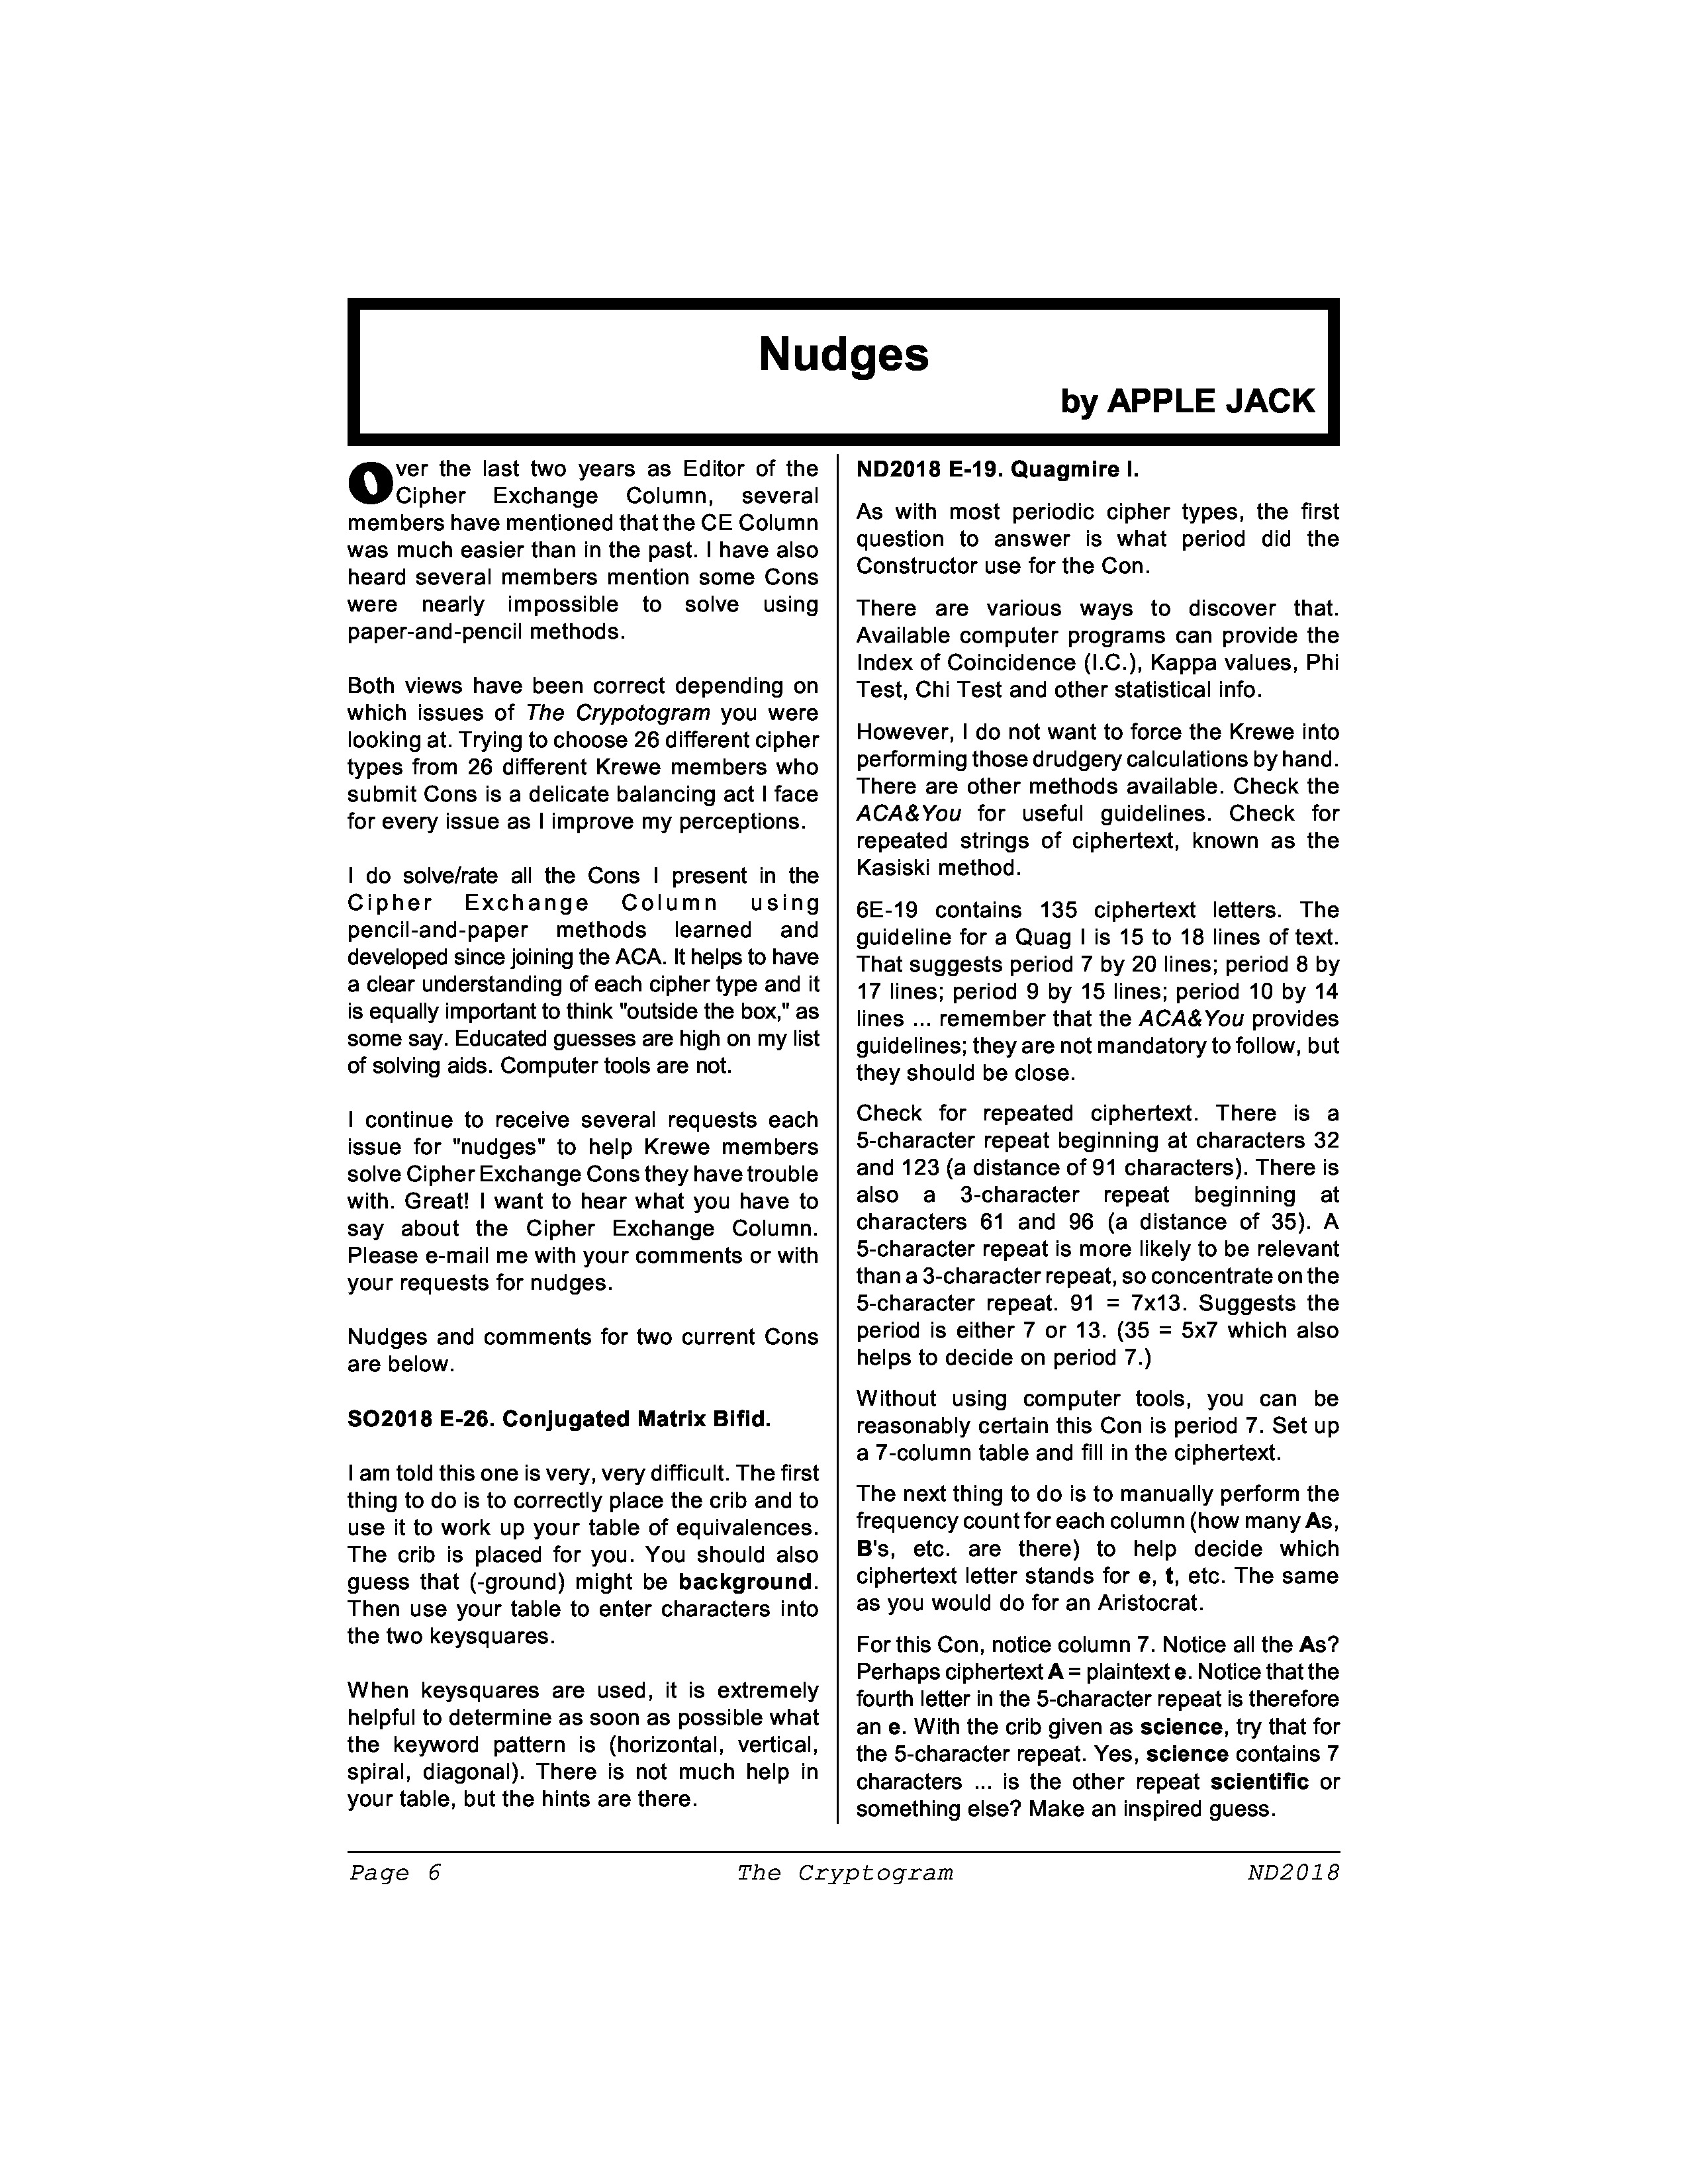 Nudges
by APPLE JACK
Over the last two years as Editor of the
Cipher Exchange Column, several
members have mentioned that the CE Column
was much easier than in the past. I have also
heard several members mention some Cons
were nearly impossible to solve using
paper-and-pencil methods.
Both views have been correct depending on
which issues of The Crypotogram you were
looking at. Trying to choose 26 different cipher
types from 26 different Krewe members who
submit Cons is a delicate balancing act I face
for every issue as I improve my perceptions.
I do solve/rate all the Cons I present in the
Cipher Exchange Column using
pencil-and-paper methods learned and
developed since joining the ACA. It helps to have
a clear understanding of each cipher type and it
is equally important to think "outside the box," as
some say. Educated guesses are high on my list
of solving aids. Computer tools are not.
I continue to receive several requests each
issue for "nudges" to help Krewe members
solve Cipher Exchange Cons they have trouble
with. Great! I want to hear what you have to
say about the Cipher Exchange Column.
Please e-mail me with your comments or with
your requests for nudges.
Nudges and comments for two current Cons
are below.
SO2018 E-26. Conjugated Matrix Bifid.
I am told this one is very, very difficult. The first
thing to do is to correctly place the crib and to
use it to work up your table of equivalences.
The crib is placed for you. You should also
guess that (-ground) might be background.
Then use your table to enter characters into
the two keysquares.
When keysquares are used, it is extremely
helpful to determine as soon as possible what
the keyword pattern is (horizontal, vertical,
spiral, diagonal). There is not much help in
your table, but the hints are there.
ND2018 E-19. Quagmire I.
As with most periodic cipher types, the first
question to answer is what period did the
Constructor use for the Con.
There are various ways to discover that.
Available computer programs can provide the
Index of Coincidence (I.C.), Kappa values, Phi
Test, Chi Test and other statistical info.
However, I do not want to force the Krewe into
performing those drudgery calculations by hand.
There are other methods available. Check the
ACA&You for useful guidelines. Check for
repeated strings of ciphertext, known as the
Kasiski method.
6E-19 contains 135 ciphertext letters. The
guideline for a Quag I is 15 to 18 lines of text.
That suggests period 7 by 20 lines; period 8 by
17 lines; period 9 by 15 lines; period 10 by 14
lines ... remember that the ACA&You provides
guidelines; they are not mandatory to follow, but
they should be close.
Check for repeated ciphertext. There is a
5-character repeat beginning at characters 32
and 123 (a distance of 91 characters). There is
also a 3-character repeat beginning at
characters 61 and 96 (a distance of 35). A
5-character repeat is more likely to be relevant
than a 3-character repeat, so concentrate on the
5-character repeat. 91 = 7x13. Suggests the
period is either 7 or 13. (35 = 5x7 which also
helps to decide on period 7.)
Without using computer tools, you can be
reasonably certain this Con is period 7. Set up
a 7-column table and fill in the ciphertext.
The next thing to do is to manually perform the
frequency count for each column (how many As,
B's, etc. are there) to help decide which
ciphertext letter stands for e, t, etc. The same
as you would do for an Aristocrat.
For this Con, notice column 7. Notice all the As?
Perhaps ciphertext A = plaintext e. Notice that the
fourth letter in the 5-character repeat is therefore
an e. With the crib given as science, try that for
the 5-character repeat. Yes, science contains 7
characters ... is the other repeat scientific or
something else? Make an inspired guess.
Page 6
The Cryptogram
ND2018